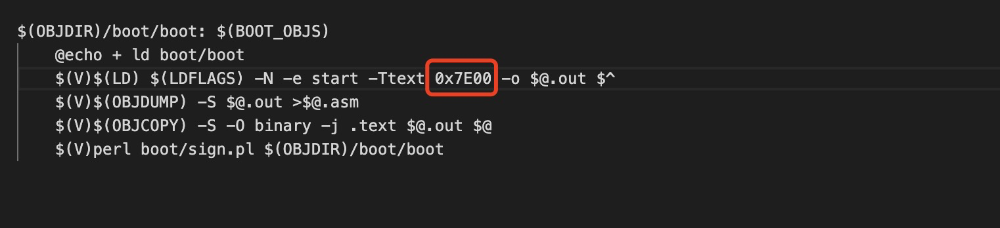 $(OBJDIR)/boot/boot: $(BOOT_OBJS)
@echo + ld boot/boot
$(V)$(LD) $(LDFLAGS) -N -e start -Ttext 0x7E00 -o $@.out $^
$(V)$(OBJDUMP) -S $@.out >$@.asm
$(V)$(OBJCOPY) -S -O binary -j .text $@.out $@
$(V)perl boot/sign.pl $(OBJDIR)/boot/boot